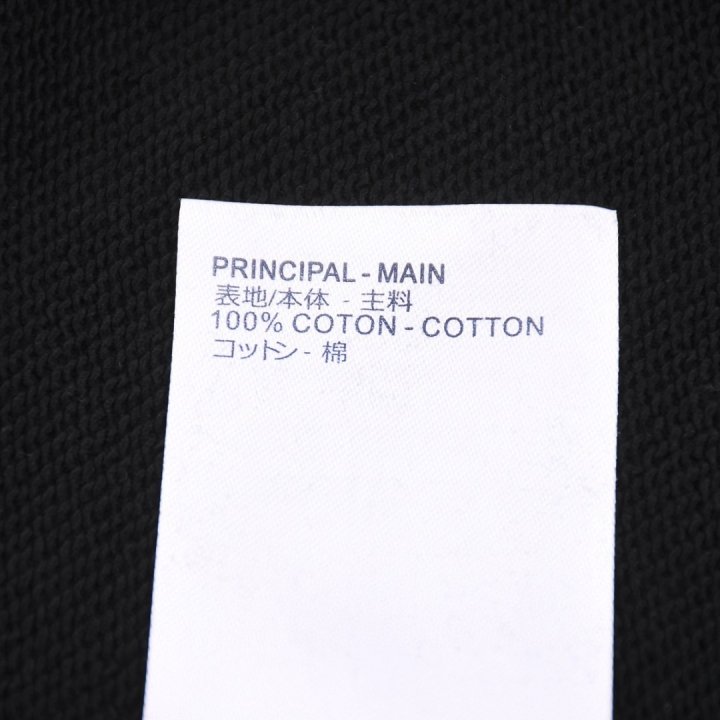 PRINCIPAL - MAIN
表地/本体 - 主料
100% COTON - COTTON
コットン - 棉